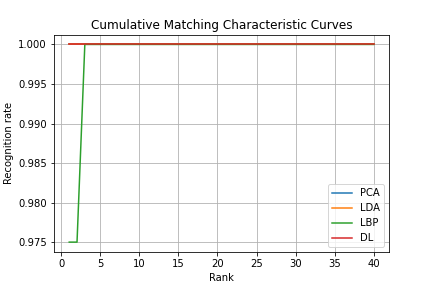 Cumulative Matching Characteristic Curves
Recognition rate
1.000
0.995
0.990
0.985
0.980
0.975
0 5 10 15 20 25 30 35 40
Rank
PCA
LDA
LBP
DL